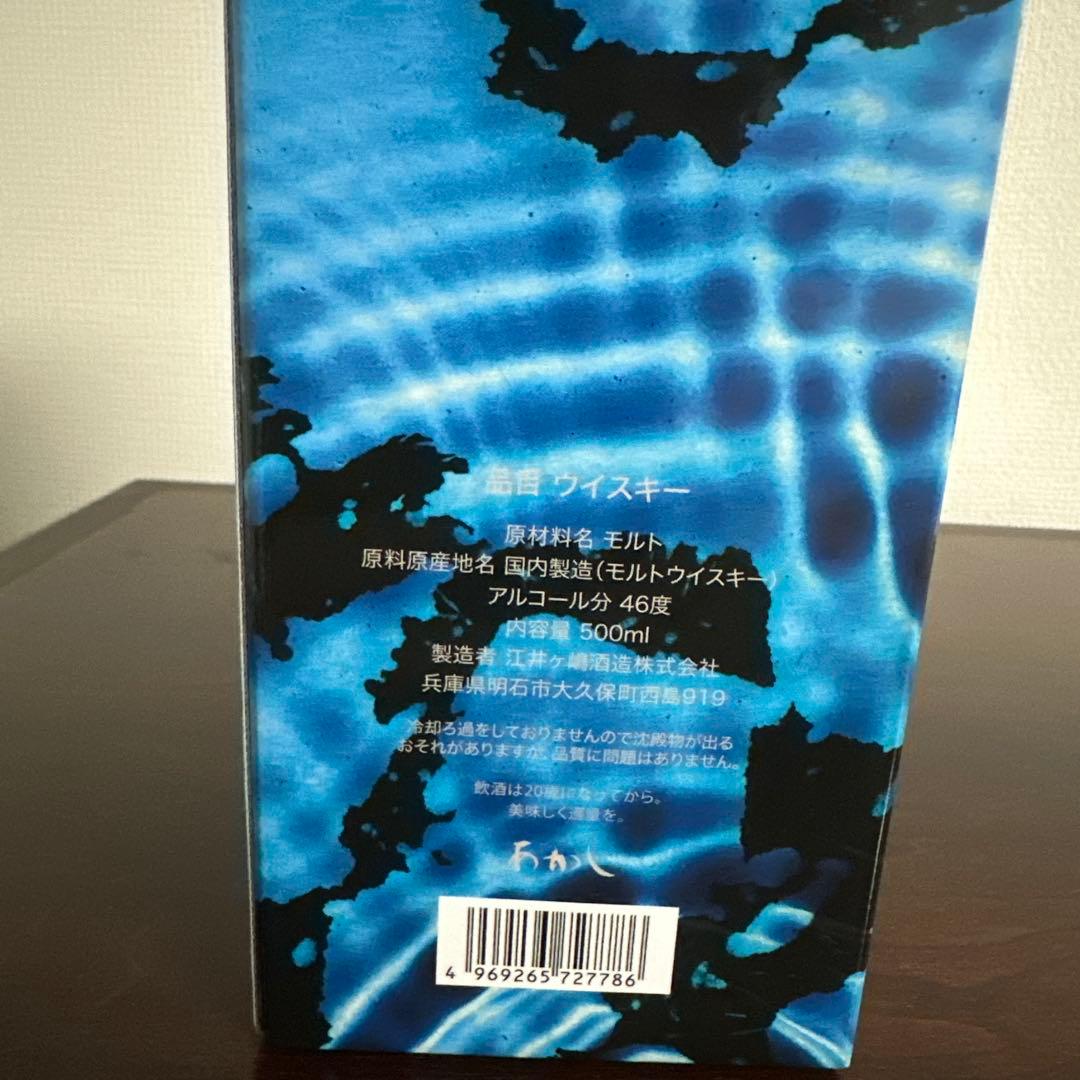 品目 ウイスキー
原材料名 モルト
原料原産地名 国内製造(モルトウイスキー)
アルコール分 46度
内容量 500ml
製造者 江井ヶ嶋酒造株式会社
兵庫県明石市大久保町西島919
冷却ろ過をしておりませんので沈殿物が出る
おそれがありますが、品質に問題はありません。
飲酒は20歳になってから。
美味しく適量を。
あかし
4 969265 727786